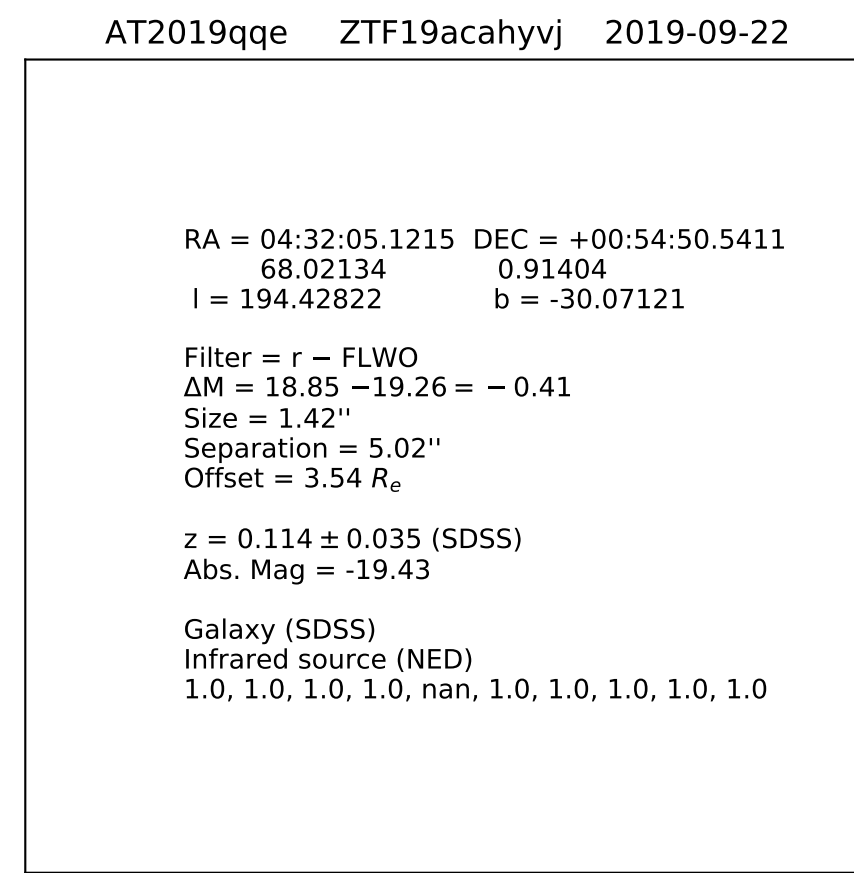 AT2019qqe ZTF19acahyvj 2019-09-22
RA = 04:32:05.1215 DEC = +00:54:50.5411
68.02134 0.91404
l = 194.42822 b = -30.07121
Filter = r − FLWO
ΔM = 18.85 −19.26 = − 0.41
Size = 1.42''
Separation = 5.02''
Offset = 3.54 Rₑ
z = 0.114 ± 0.035 (SDSS)
Abs. Mag = -19.43
Galaxy (SDSS)
Infrared source (NED)
1.0, 1.0, 1.0, 1.0, nan, 1.0, 1.0, 1.0, 1.0, 1.0